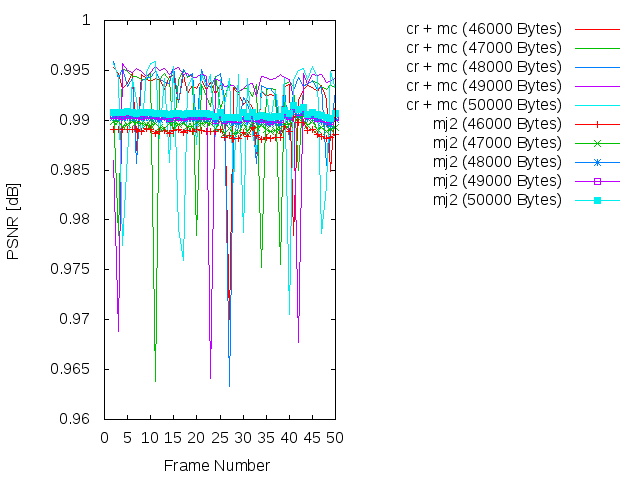 1
0.995
0.99
0.985
0.98
0.975
0.97
0.965
0.96
PSNR [dB]
0 5 10 15 20 25 30 35 40 45 50
Frame Number
cr + mc (46000 Bytes)
cr + mc (47000 Bytes)
cr + mc (48000 Bytes)
cr + mc (49000 Bytes)
cr + mc (50000 Bytes)
mj2 (46000 Bytes)
mj2 (47000 Bytes)
mj2 (48000 Bytes)
mj2 (49000 Bytes)
mj2 (50000 Bytes)